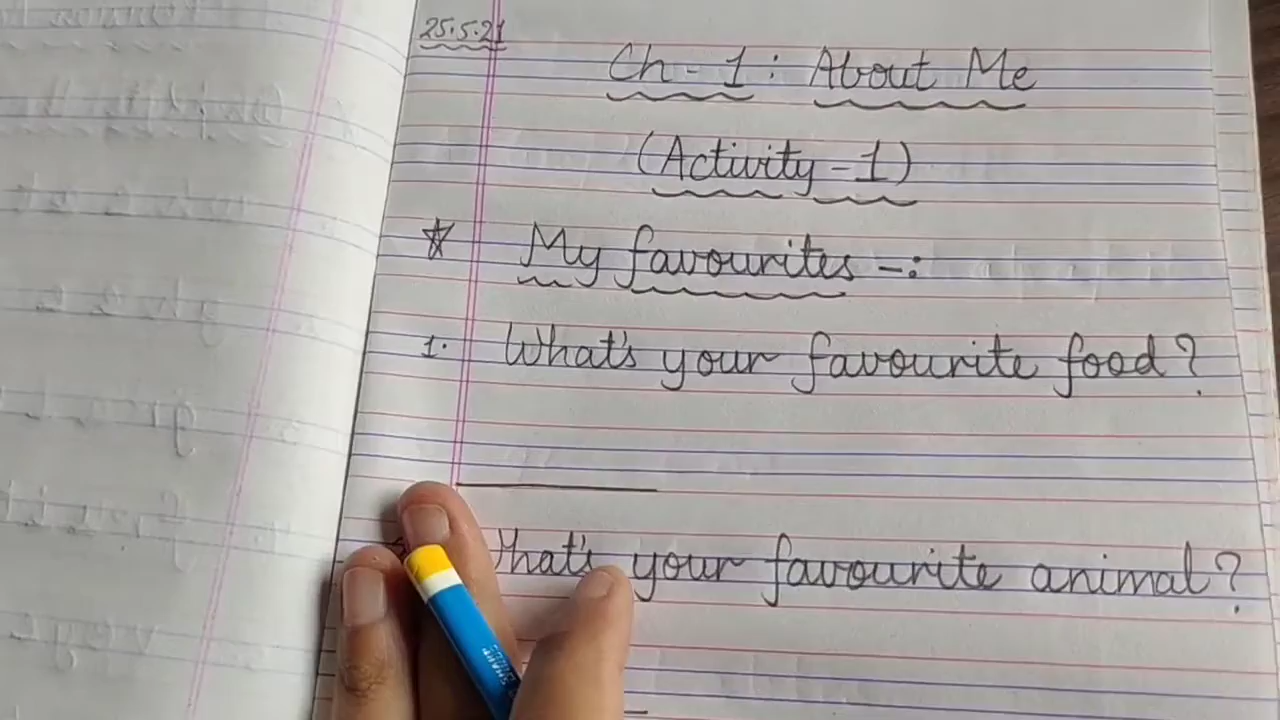 25.5.21
Ch - 1 : About Me
(Activity - 1)
☆ My favourites -:
1. What's your favourite food?
What's your favourite animal?